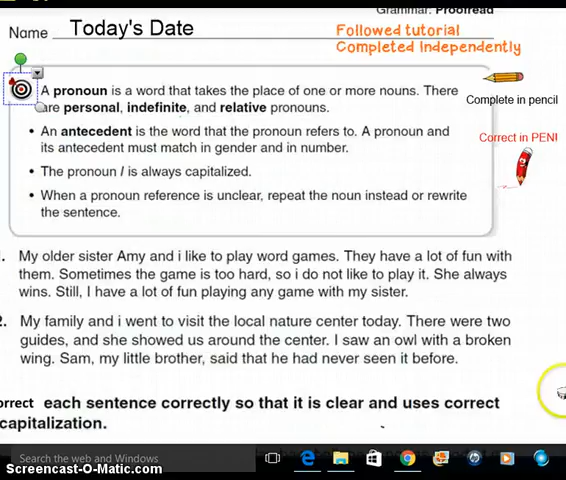 Grammar: Proofread
Name Today's Date
Followed tutorial
Completed Independently
A pronoun is a word that takes the place of one or more nouns. There
are personal, indefinite, and relative pronouns.
Complete in pencil
• An antecedent is the word that the pronoun refers to. A pronoun and
its antecedent must match in gender and in number.
Correct in PEN!
• The pronoun I is always capitalized.
• When a pronoun reference is unclear, repeat the noun instead or rewrite
the sentence.
My older sister Amy and i like to play word games. They have a lot of fun with
them. Sometimes the game is too hard, so i do not like to play it. She always
wins. Still, I have a lot of fun playing any game with my sister.
2. My family and i went to visit the local nature center today. There were two
guides, and she showed us around the center. I saw an owl with a broken
wing. Sam, my little brother, said that he had never seen it before.
orrect each sentence correctly so that it is clear and uses correct
capitalization.
Search the web and Windows
Screencast-O-Matic.com